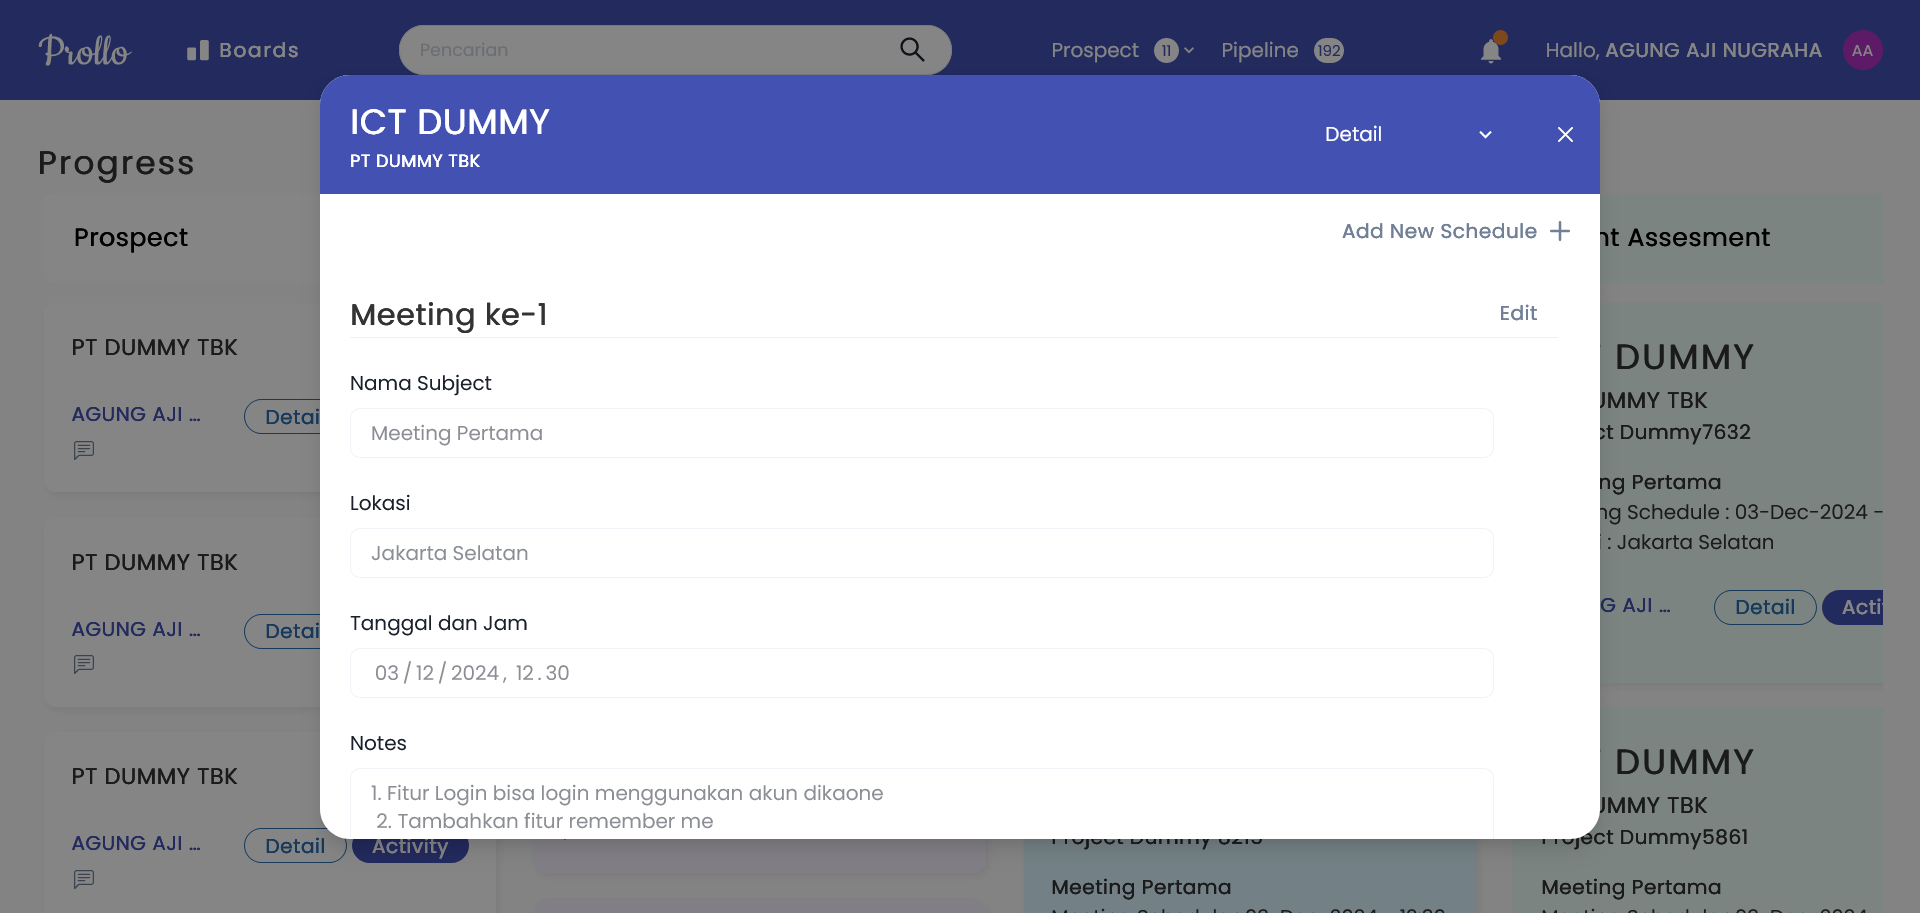 Prollo
Boards
Pencarian
Prospect 11
Pipeline 192
Hallo, AGUNG AJI NUGRAHA
AA
ICT DUMMY
PT DUMMY TBK
Detail
Add New Schedule
Meeting ke-1
Edit
Nama Subject
Meeting Pertama
Lokasi
Jakarta Selatan
Tanggal dan Jam
03/12/2024, 12.30
Notes
1. Fitur Login bisa login menggunakan akun dikaone
2. Tambahkan fitur remember me
Progress
Prospect
PT DUMMY TBK
AGUNG AJI ...
Detail
PT DUMMY TBK
AGUNG AJI ...
Detail
PT DUMMY TBK
AGUNG AJI ...
Detail
Activity
Meeting Pertama
nt Assesment
DUMMY
UMMY TBK
ct Dummy7632
ng Pertama
ng Schedule : 03-Dec-2024 -
: Jakarta Selatan
G AJI ...
Detail
Acti
DUMMY
UMMY TBK
Project Dummy5861
Meeting Pertama